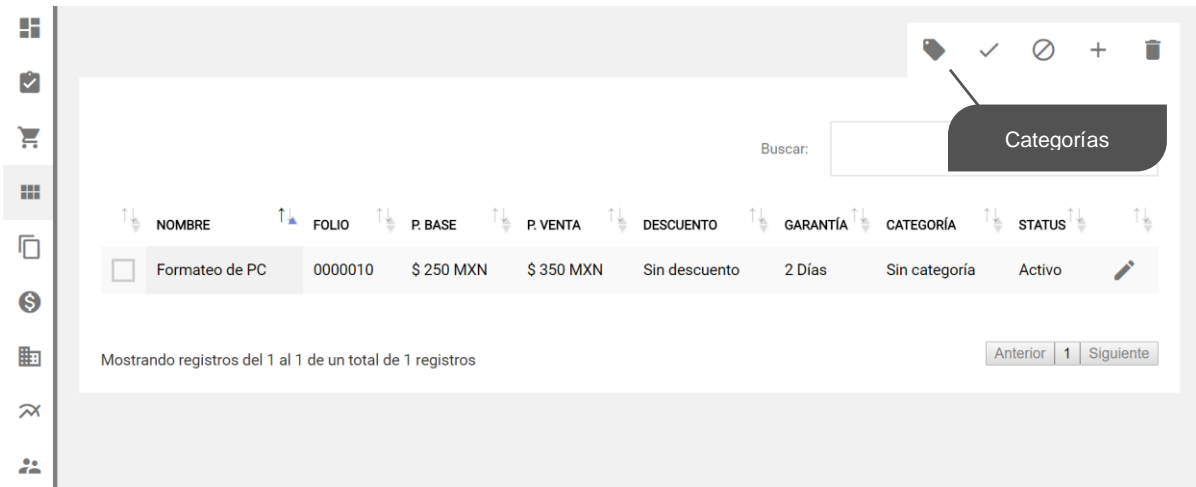 Categorías
Buscar:
NOMBRE FOLIO P. BASE P. VENTA DESCUENTO GARANTÍA CATEGORÍA STATUS
Formateo de PC 0000010 $ 250 MXN $ 350 MXN Sin descuento 2 Días Sin categoría Activo
Mostrando registros del 1 al 1 de un total de 1 registros
Anterior 1 Siguiente